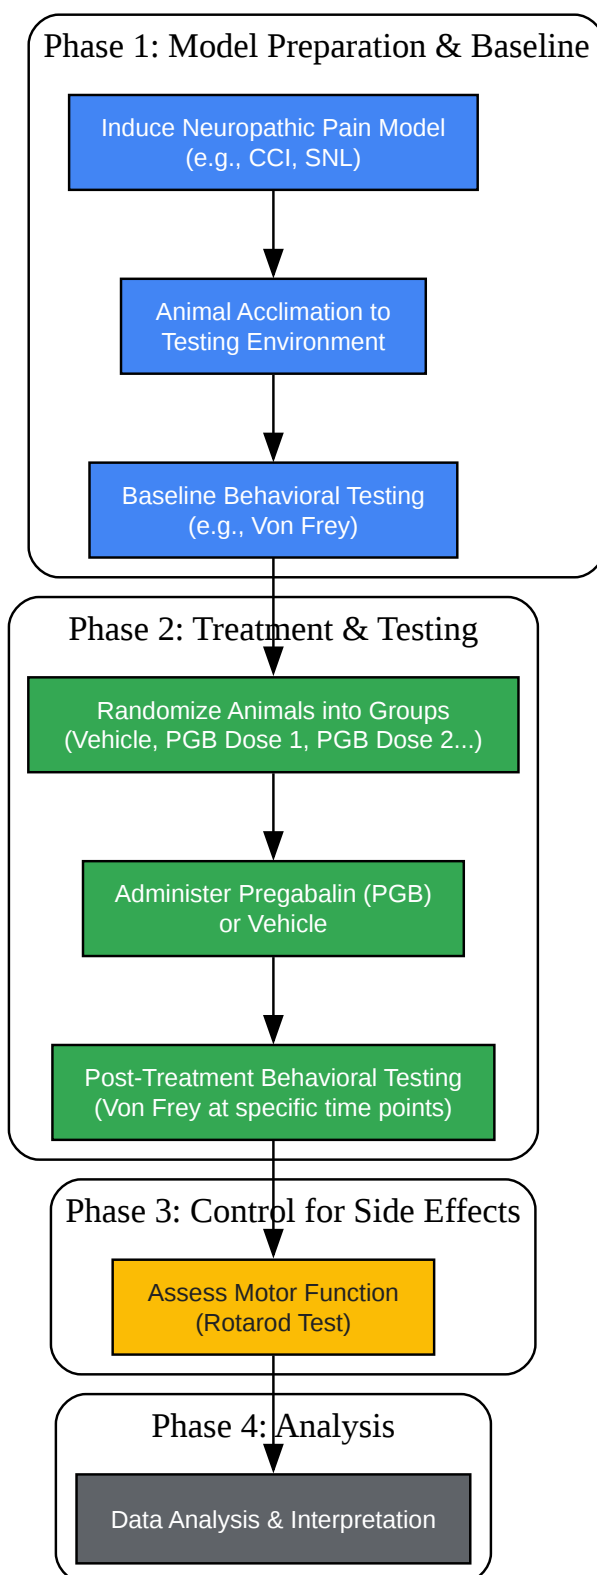 Phase 1: Model Preparation & Baseline
Induce Neuropathic Pain Model
(e.g., CCI, SNL)
Animal Acclimation to
Testing Environment
Baseline Behavioral Testing
(e.g., Von Frey)
Phase 2: Treatment & Testing
Randomize Animals into Groups
(Vehicle, PGB Dose 1, PGB Dose 2...)
Administer Pregabalin (PGB)
or Vehicle
Post-Treatment Behavioral Testing
(Von Frey at specific time points)
Phase 3: Control for Side Effects
Assess Motor Function
(Rotarod Test)
Phase 4: Analysis
Data Analysis & Interpretation